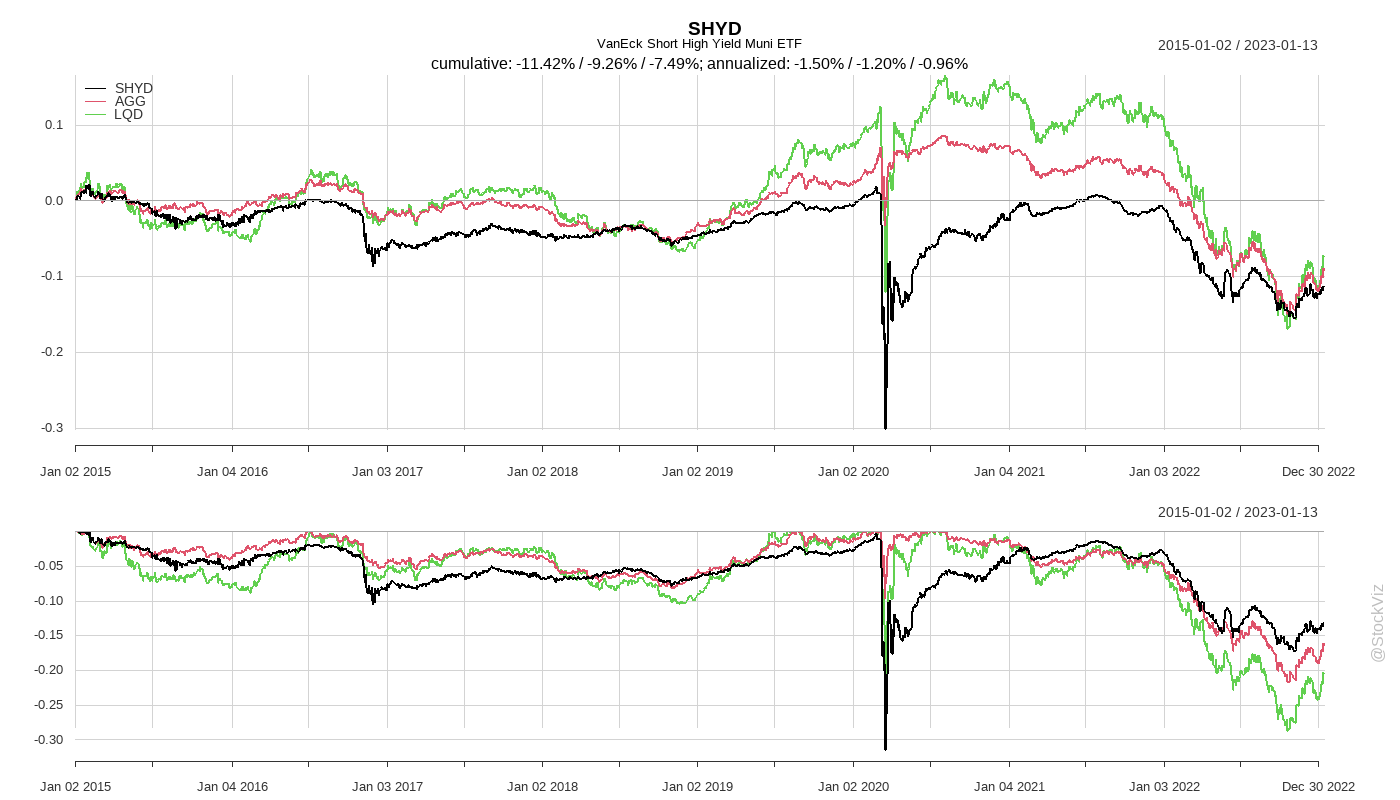 SHYD
VanEck Short High Yield Muni ETF
2015-01-02 / 2023-01-13
cumulative: -11.42% / -9.26% / -7.49%; annualized: -1.50% / -1.20% / -0.96%
SHYD
AGG
LQD
0.1
0.0
-0.1
-0.2
-0.3
Jan 02 2015 Jan 04 2016 Jan 03 2017 Jan 02 2018 Jan 02 2019 Jan 02 2020 Jan 04 2021 Jan 03 2022 Dec 30 2022
2015-01-02 / 2023-01-13
-0.05
-0.10
-0.15
-0.20
-0.25
-0.30
Jan 02 2015 Jan 04 2016 Jan 03 2017 Jan 02 2018 Jan 02 2019 Jan 02 2020 Jan 04 2021 Jan 03 2022 Dec 30 2022
@StockViz